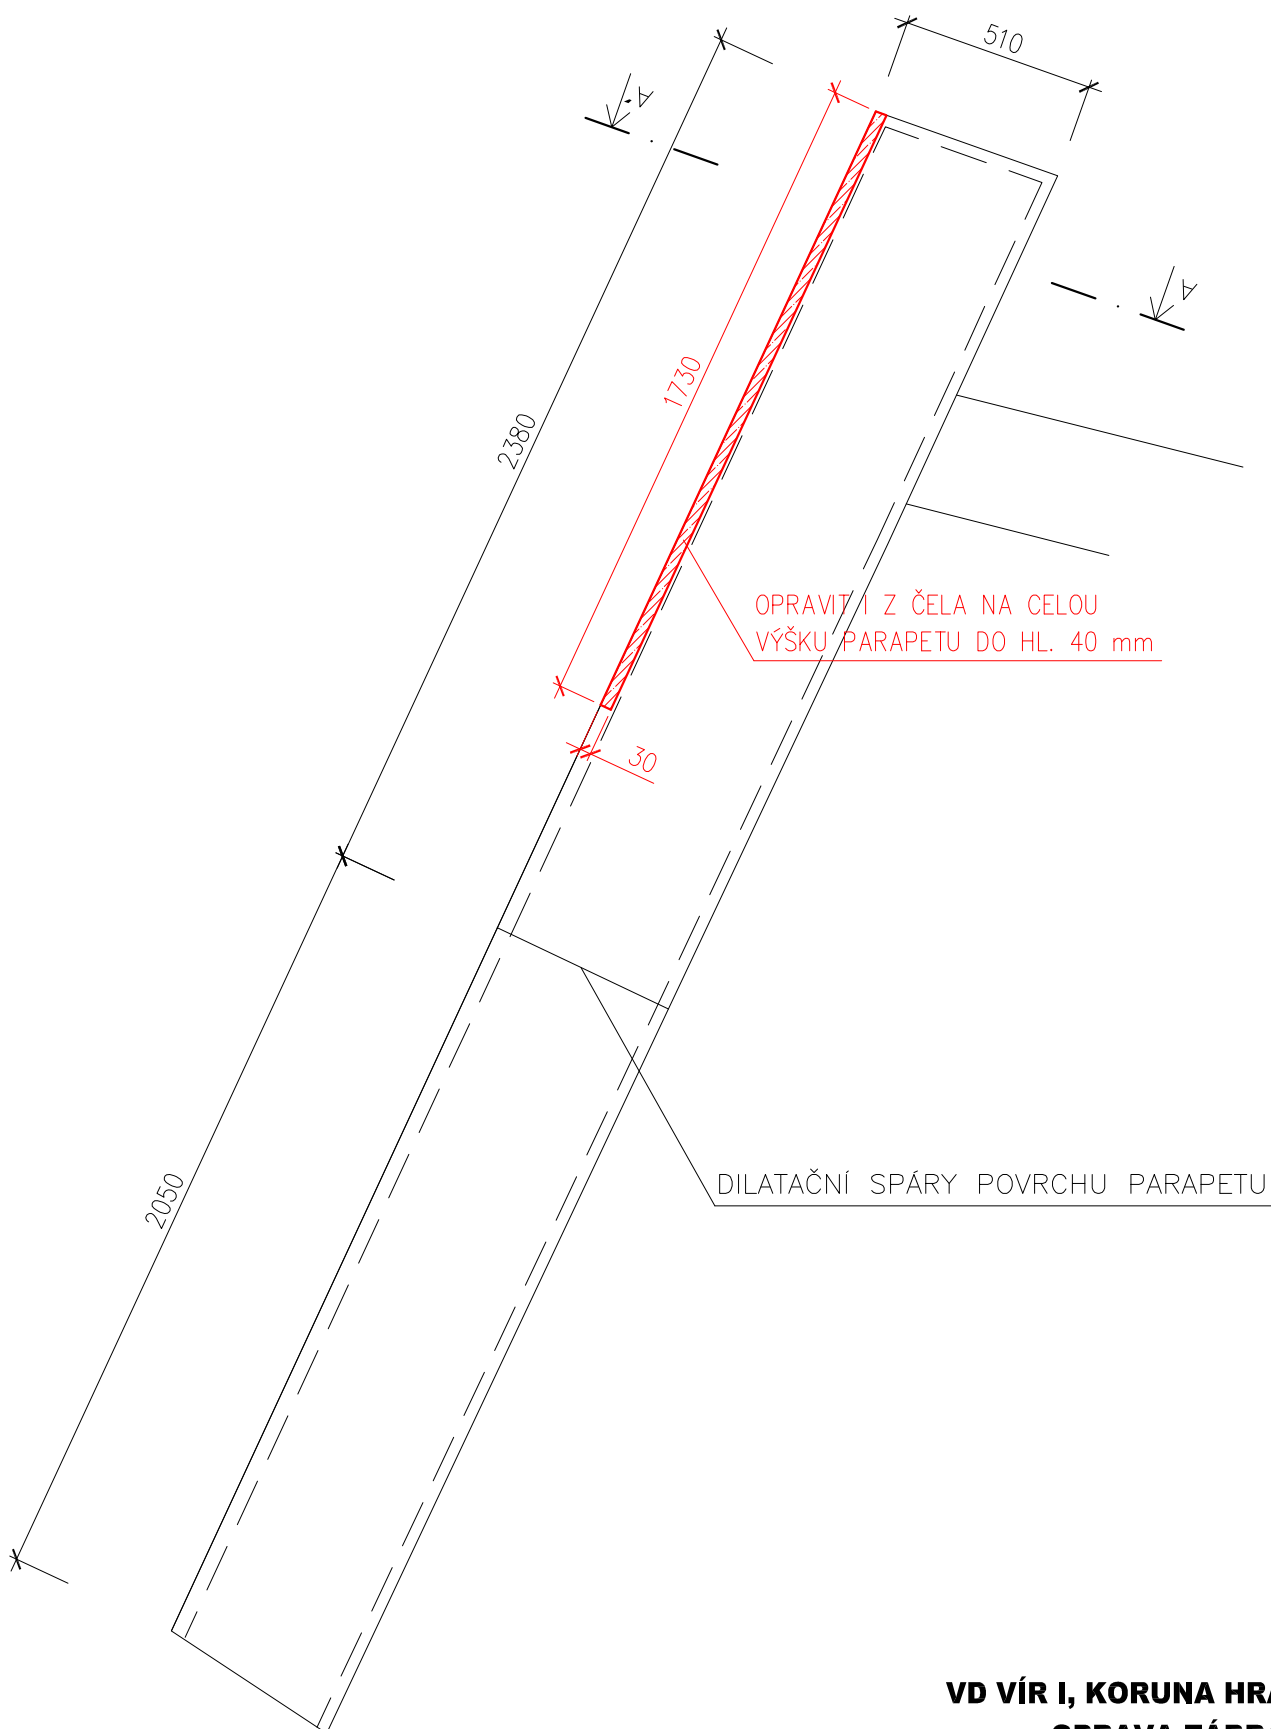 510
A
A
1730
2380
OPRAVIT I Z ČELA NA CELOU
VÝŠKU PARAPETU DO HL. 40 mm
30
DILATAČNÍ SPÁRY POVRCHU PARAPETU
2050
VD VÍR I, KORUNA